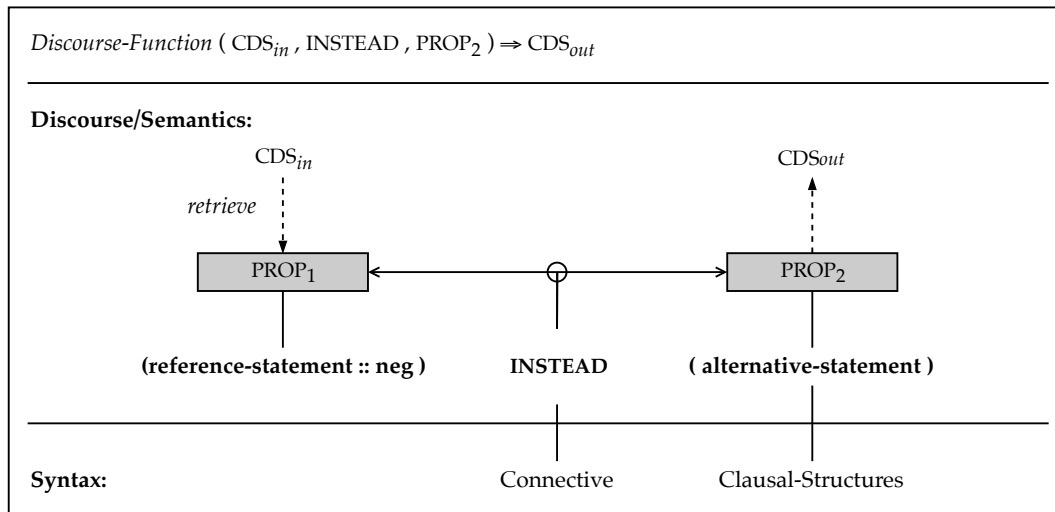 Discourse-Function ( CDSin , INSTEAD , PROP2 ) ⇒ CDSout
Discourse/Semantics:
CDSin CDSout
retrieve
PROP1 PROP2
(reference-statement :: neg ) INSTEAD ( alternative-statement )
Syntax: Connective Clausal-Structures